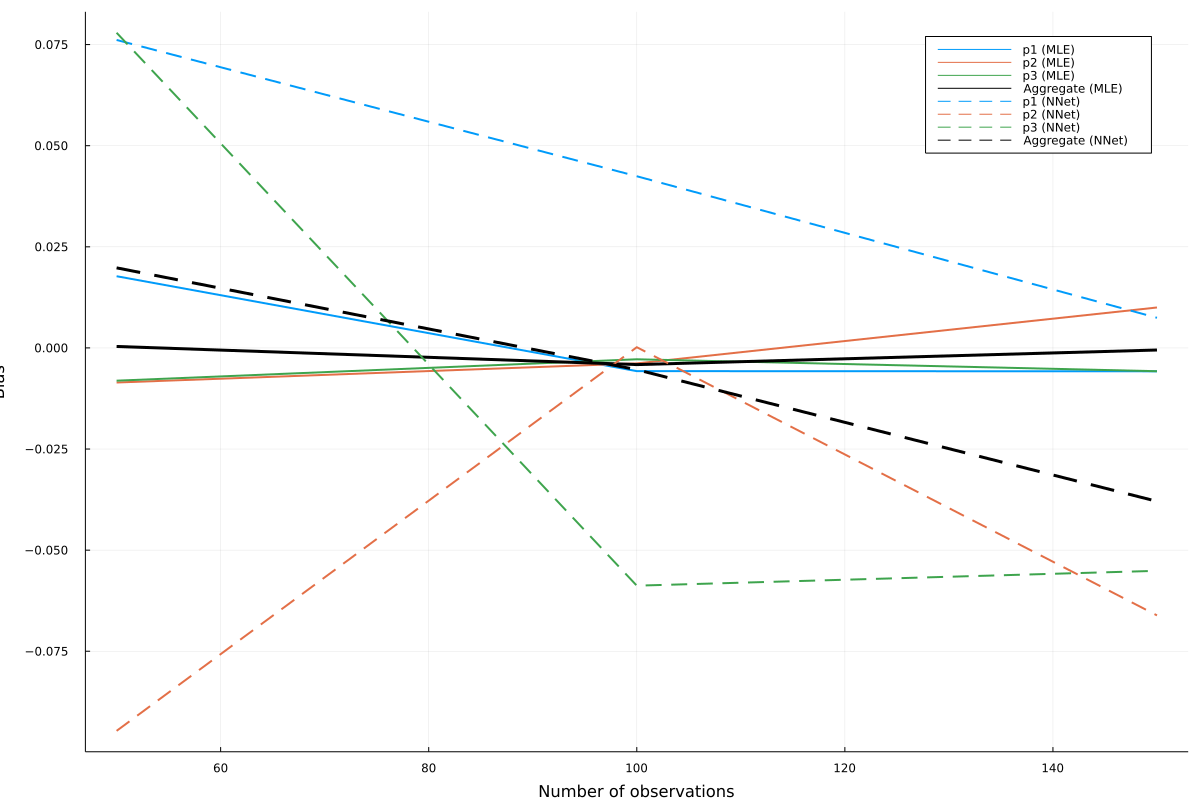 0.075
0.050
0.025
0.000
−0.025
−0.050
−0.075
60
80
100
120
140
Number of observations
p1 (MLE)
p2 (MLE)
p3 (MLE)
Aggregate (MLE)
p1 (NNet)
p2 (NNet)
p3 (NNet)
Aggregate (NNet)